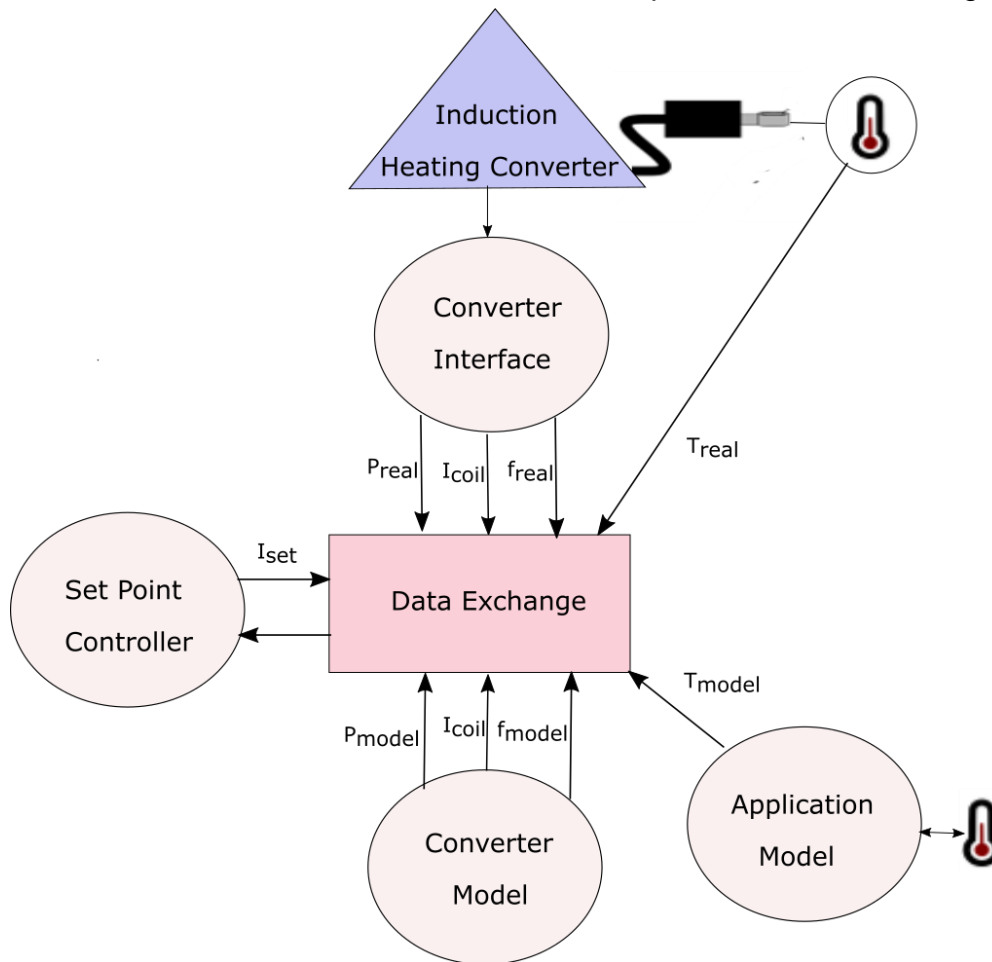 Induction
Heating Converter
Converter
Interface
Preal
Icoil
freal
Treal
Iset
Set Point
Controller
Data Exchange
Tmodel
Pmodel
Icoil
fmodel
Application
Model
Converter
Model